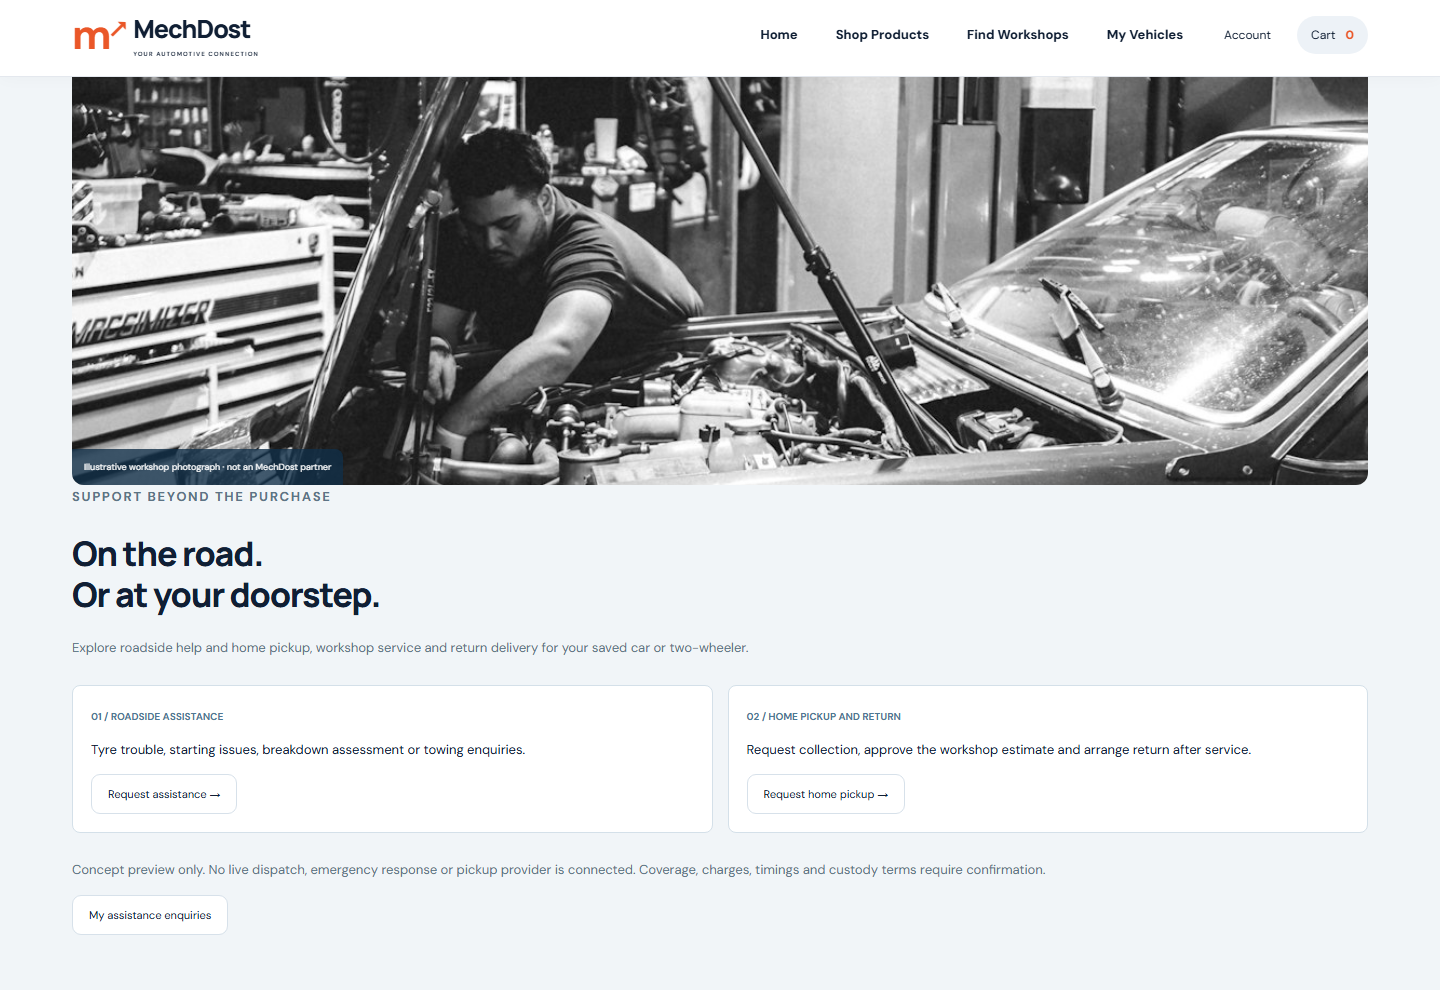 m MechDost
YOUR AUTOMOTIVE CONNECTION
Home Shop Products Find Workshops My Vehicles Account Cart 0
MACSIMIZER
Illustrative workshop photograph · not an MechDost partner
SUPPORT BEYOND THE PURCHASE
On the road.
Or at your doorstep.
Explore roadside help and home pickup, workshop service and return delivery for your saved car or two-wheeler.
01 / ROADSIDE ASSISTANCE
Tyre trouble, starting issues, breakdown assessment or towing enquiries.
Request assistance →
02 / HOME PICKUP AND RETURN
Request collection, approve the workshop estimate and arrange return after service.
Request home pickup →
Concept preview only. No live dispatch, emergency response or pickup provider is connected. Coverage, charges, timings and custody terms require confirmation.
My assistance enquiries